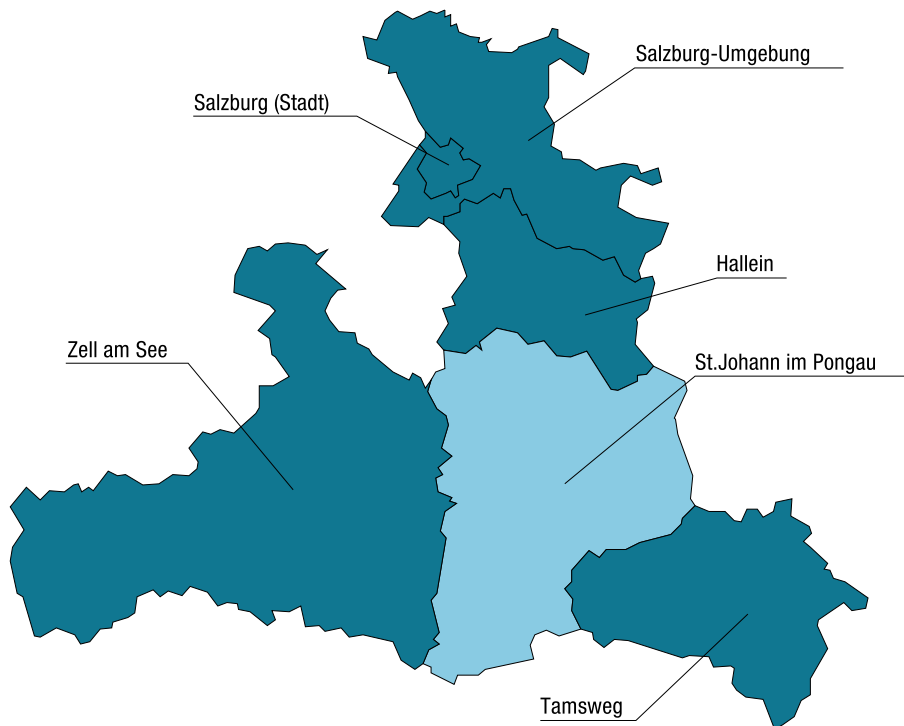 Salzburg-Umgebung
Salzburg (Stadt)
Hallein
Zell am See
St.Johann im Pongau
Tamsweg